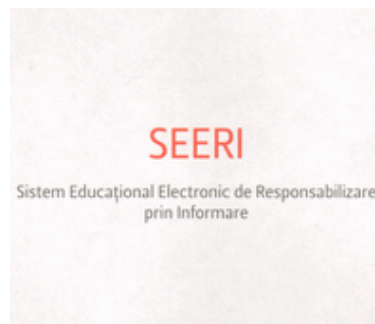 SEERI
Sistem Educațional Electronic de Responsabilizare
prin Informare